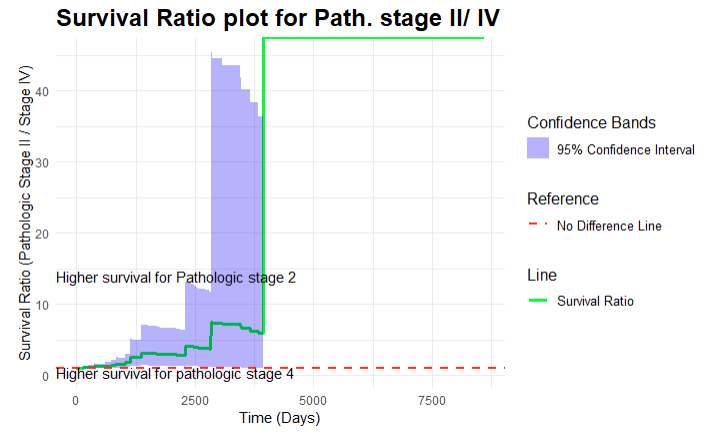 Survival Ratio plot for Path. stage II/ IV
Survival Ratio (Pathologic Stage II / Stage IV)
40
30
20
10
0
Higher survival for Pathologic stage 2
Higher survival for pathologic stage 4
0 2500 5000 7500
Time (Days)
Confidence Bands
95% Confidence Interval
Reference
No Difference Line
Line
Survival Ratio